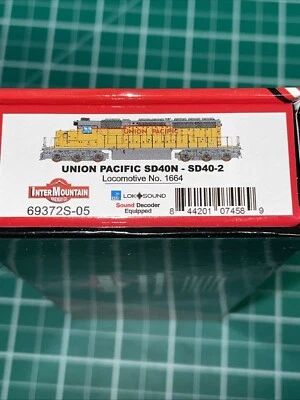 UNION PACIFIC
UNION PACIFIC SD40N - SD40-2
Locomotive No. 1664
INTERMOUNTAIN
69372S-05
LOKSOUND
Sound Decoder
Equipped
8 44201 07458 9